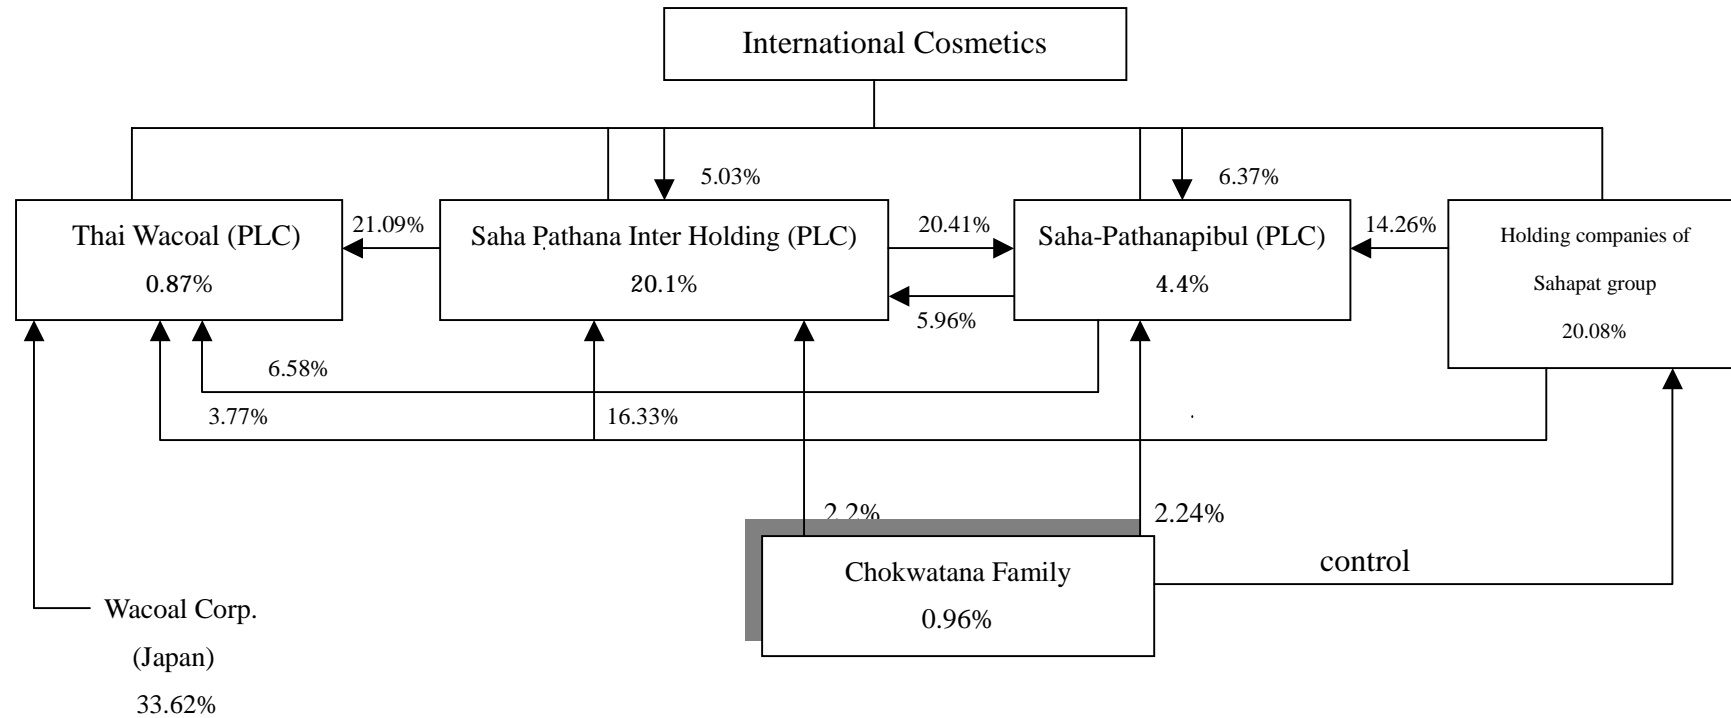 International Cosmetics
5.03%
6.37%
Thai Wacoal (PLC)
0.87%
21.09%
Saha Pathana Inter Holding (PLC)
20.1%
20.41%
5.96%
Saha-Pathanapibul (PLC)
4.4%
14.26%
Holding companies of
Sahapat group
20.08%
6.58%
3.77%
16.33%
2.2%
2.24%
Chokwatana Family
0.96%
control
Wacoal Corp.
(Japan)
33.62%